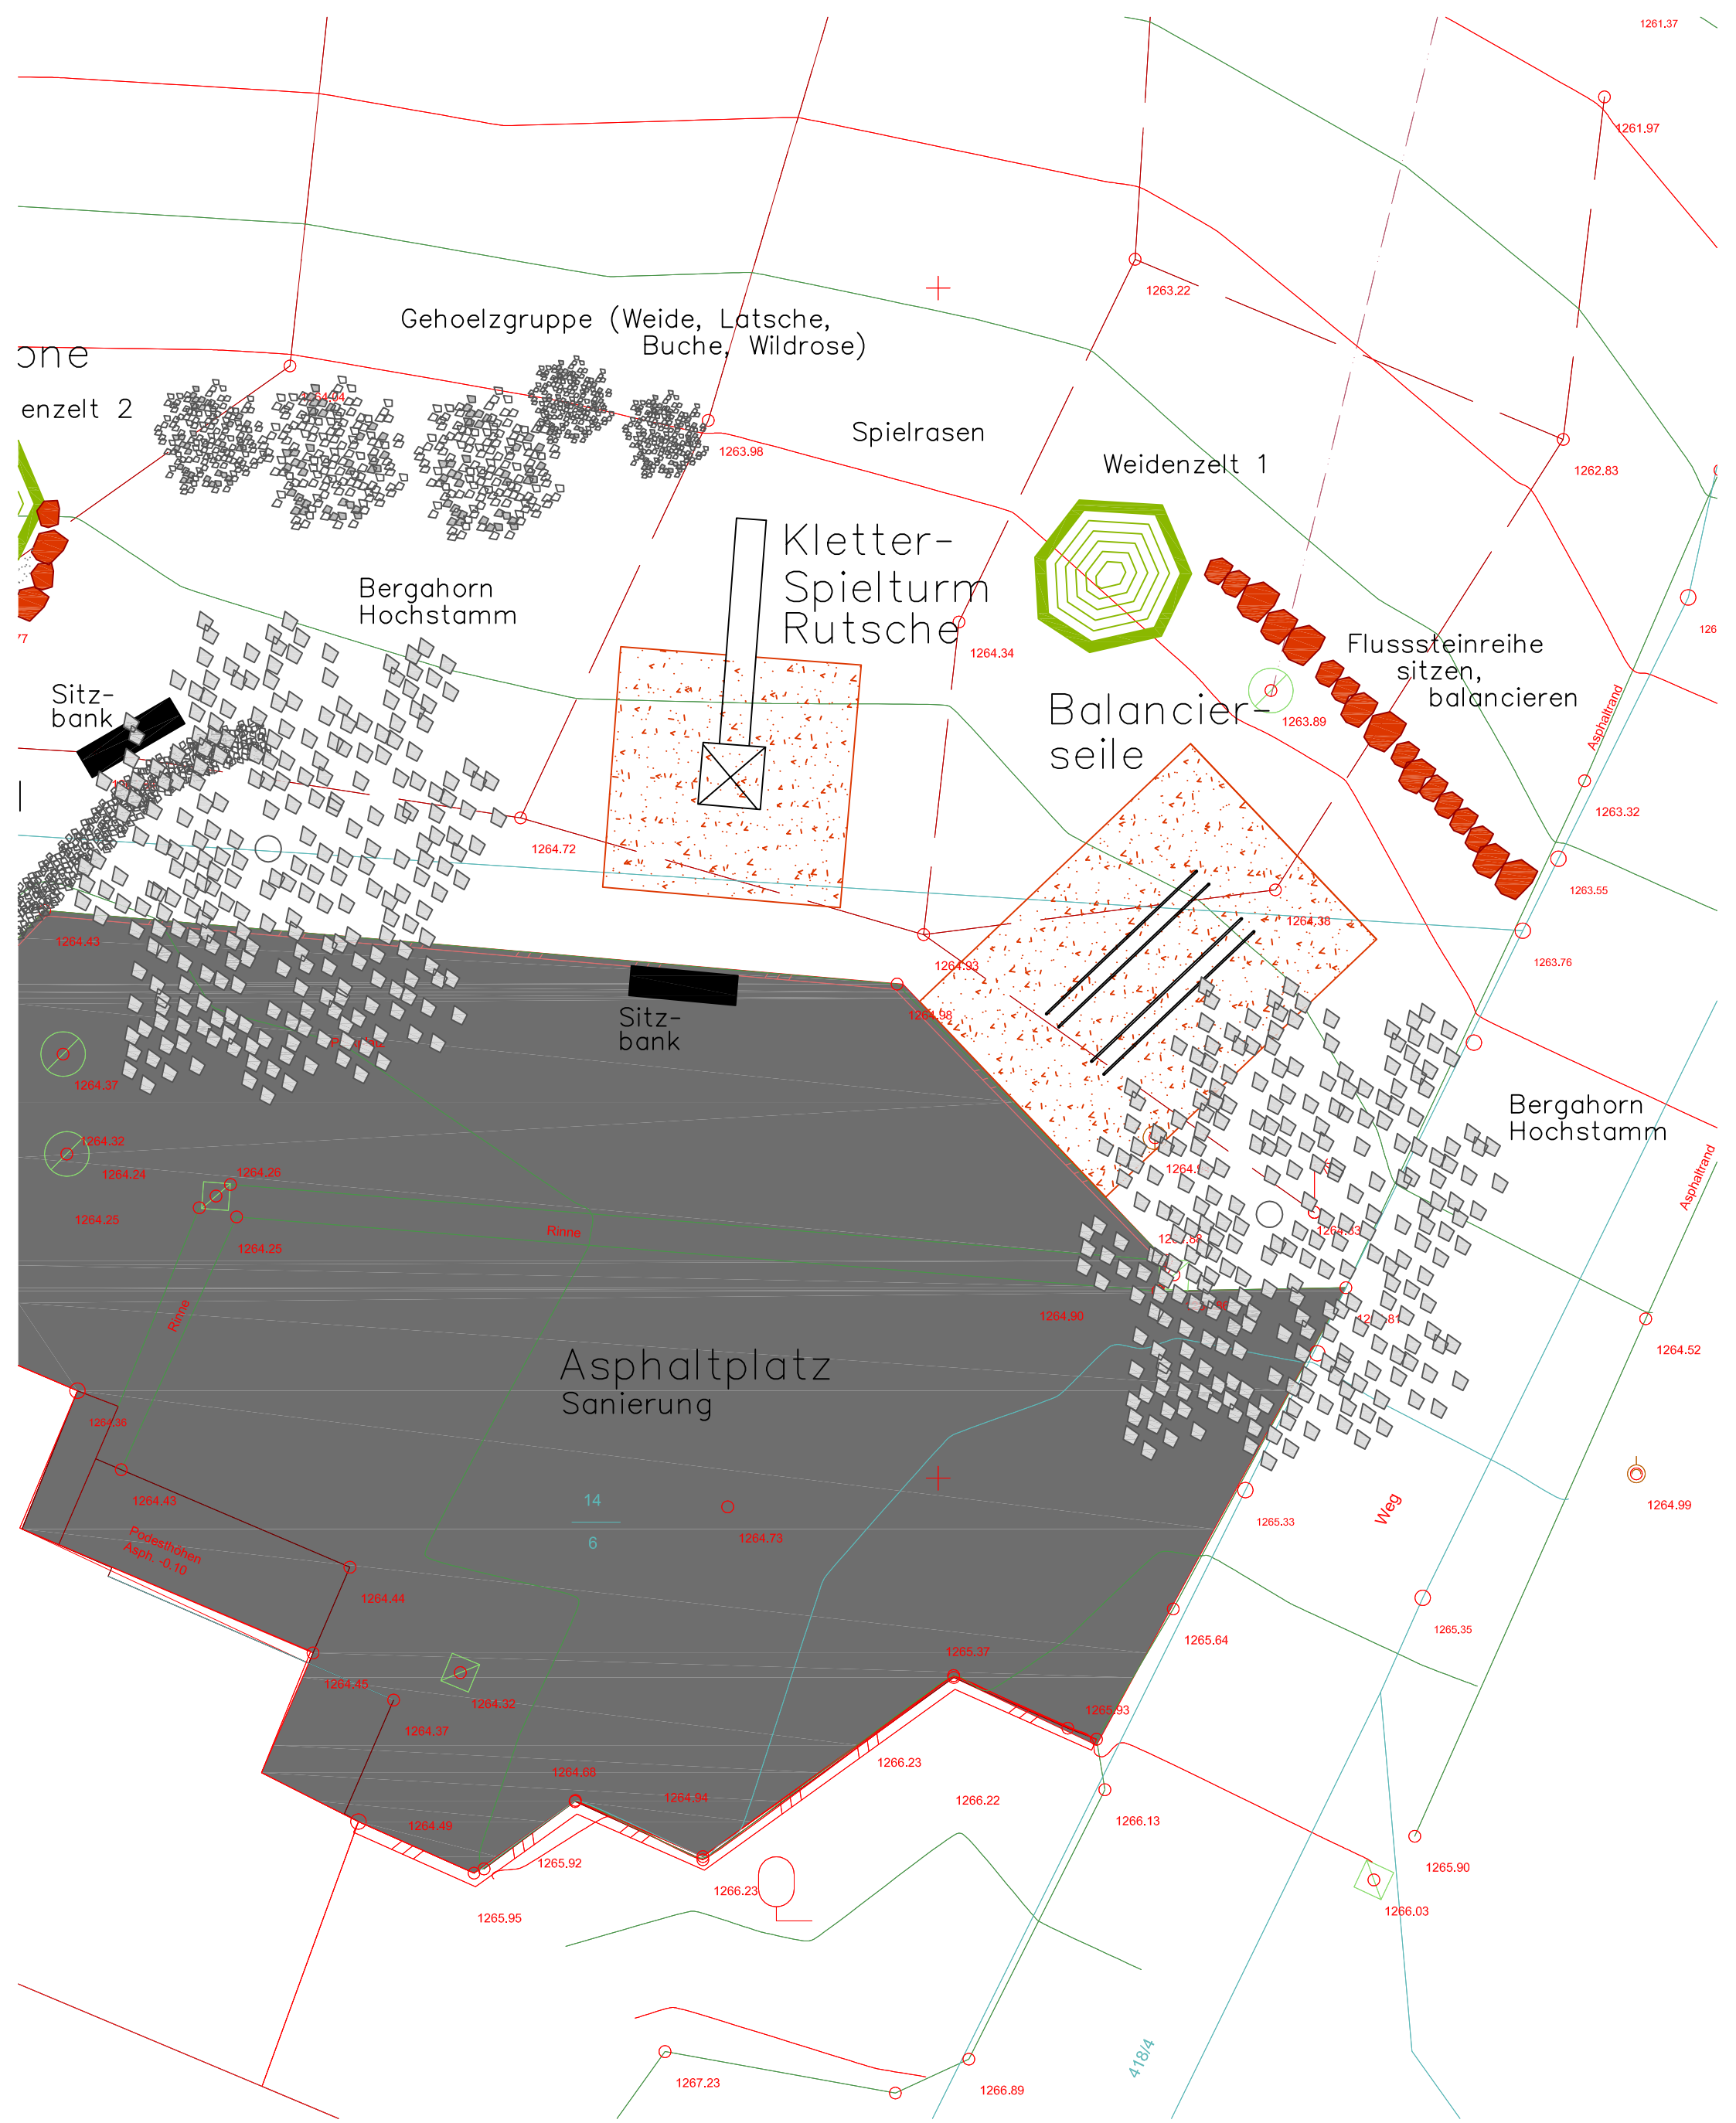 1261.37
1261.97
1263.22
Gehoelzgruppe (Weide, Latsche,
Buche, Wildrose)
enzelt 2
Spielrasen
1263.98
Weidenzelt 1
1262.83
Kletter-
Spielturm
Rutsche
Bergahorn
Hochstamm
77
1264.34
Flusssteinreihe
sitzen,
balancieren
Sitz-
bank
Balancier-
seile
1263.89
Asphaltrand
1263.32
1264.72
1263.55
1264.38
1264.43
1264.93
1263.76
1264.98
Sitz-
bank
1264.37
Bergahorn
Hochstamm
1264.32
1264.24
1264.26
Asphaltrand
1264.25
Rinne
1264.25
Rinne
1264.90
1264.52
Asphaltplatz
Sanierung
1264.36
1264.43
14
6
1264.73
1265.33
Weg
1264.99
Podesthöhen
Asph. -0.10
1264.44
1265.64
1265.35
1265.37
1264.45
1264.32
1265.93
1264.37
1266.23
1264.68
1264.94
1266.22
1266.13
1264.49
1265.92
1265.90
1266.23
1265.95
1266.03
418/4
1267.23
1266.89